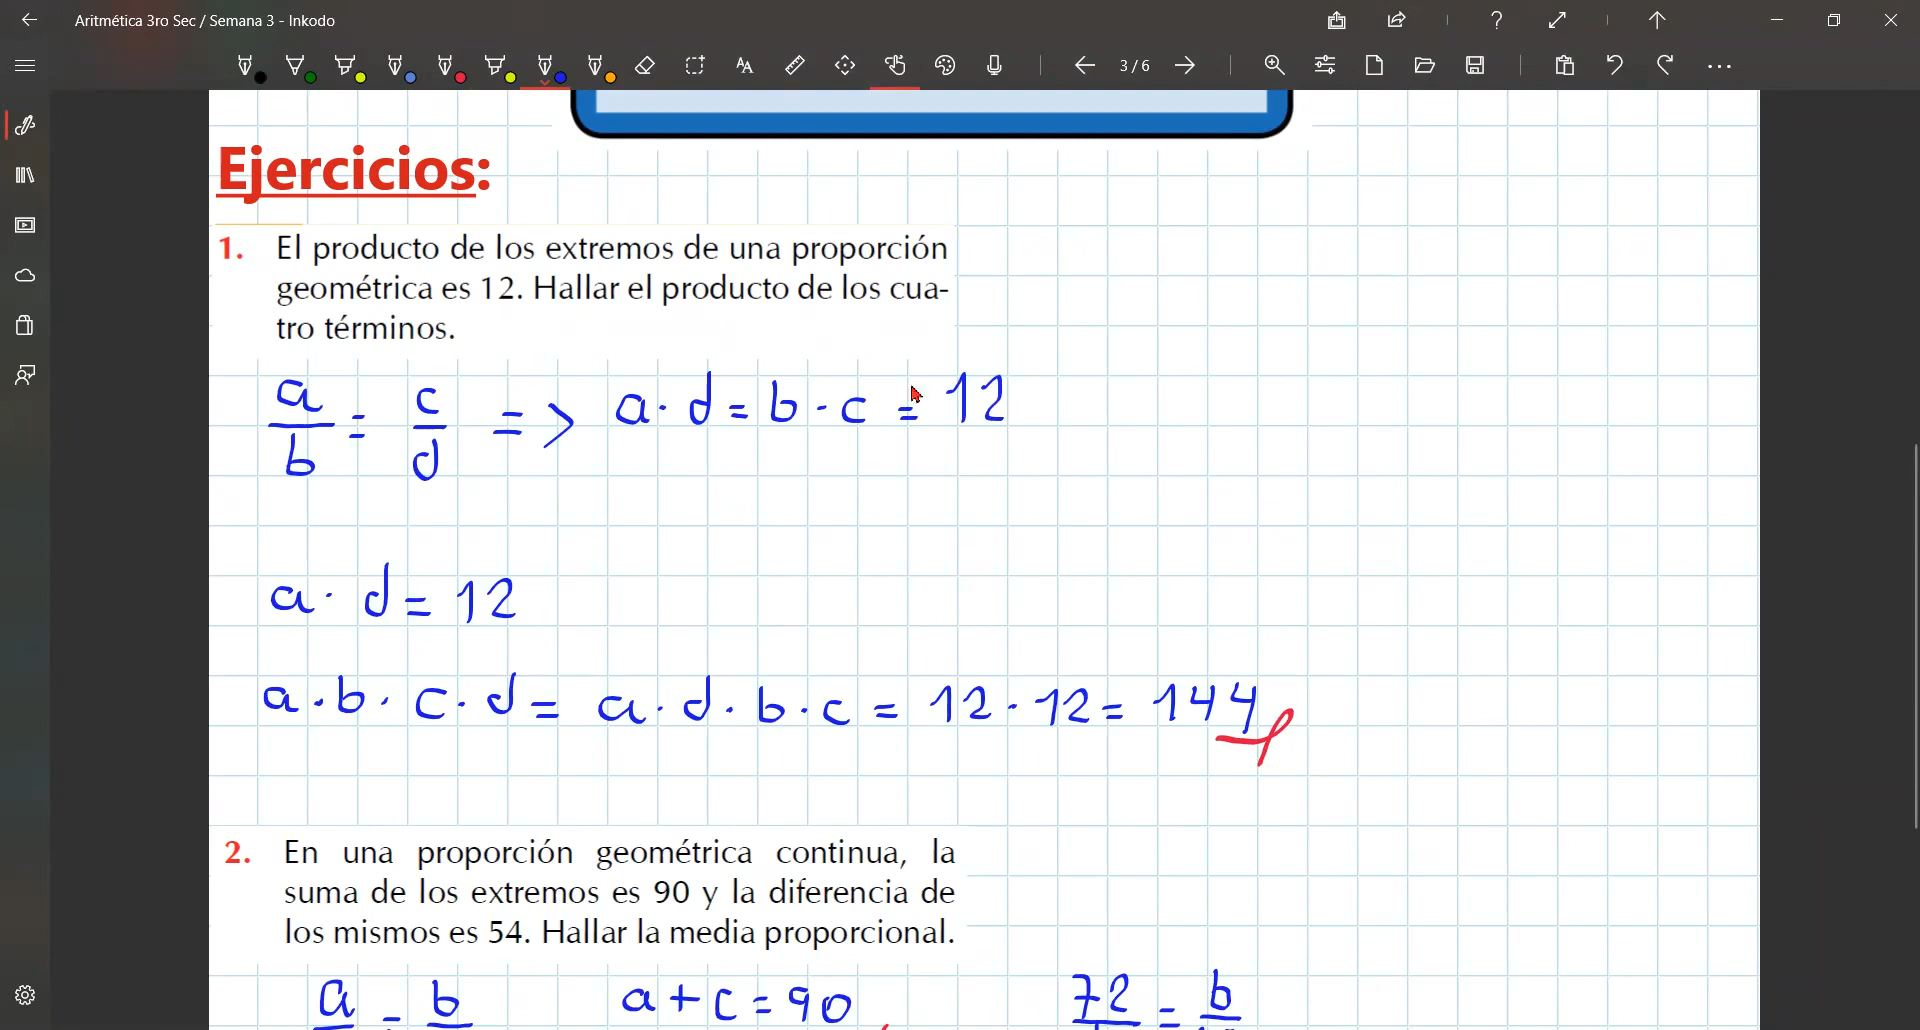 Aritmética 3ro Sec / Semana 3 - Inkodo
3 / 6
Ejercicios:
1. El producto de los extremos de una proporción
geométrica es 12. Hallar el producto de los cua-
tro términos.
a/b = c/d => a · d = b · c = 12
a · d = 12
a · b · c · d = a · d · b · c = 12 · 12 = 144
2. En una proporción geométrica continua, la
suma de los extremos es 90 y la diferencia de
los mismos es 54. Hallar la media proporcional.
a = b
a + c = 90
72 = b